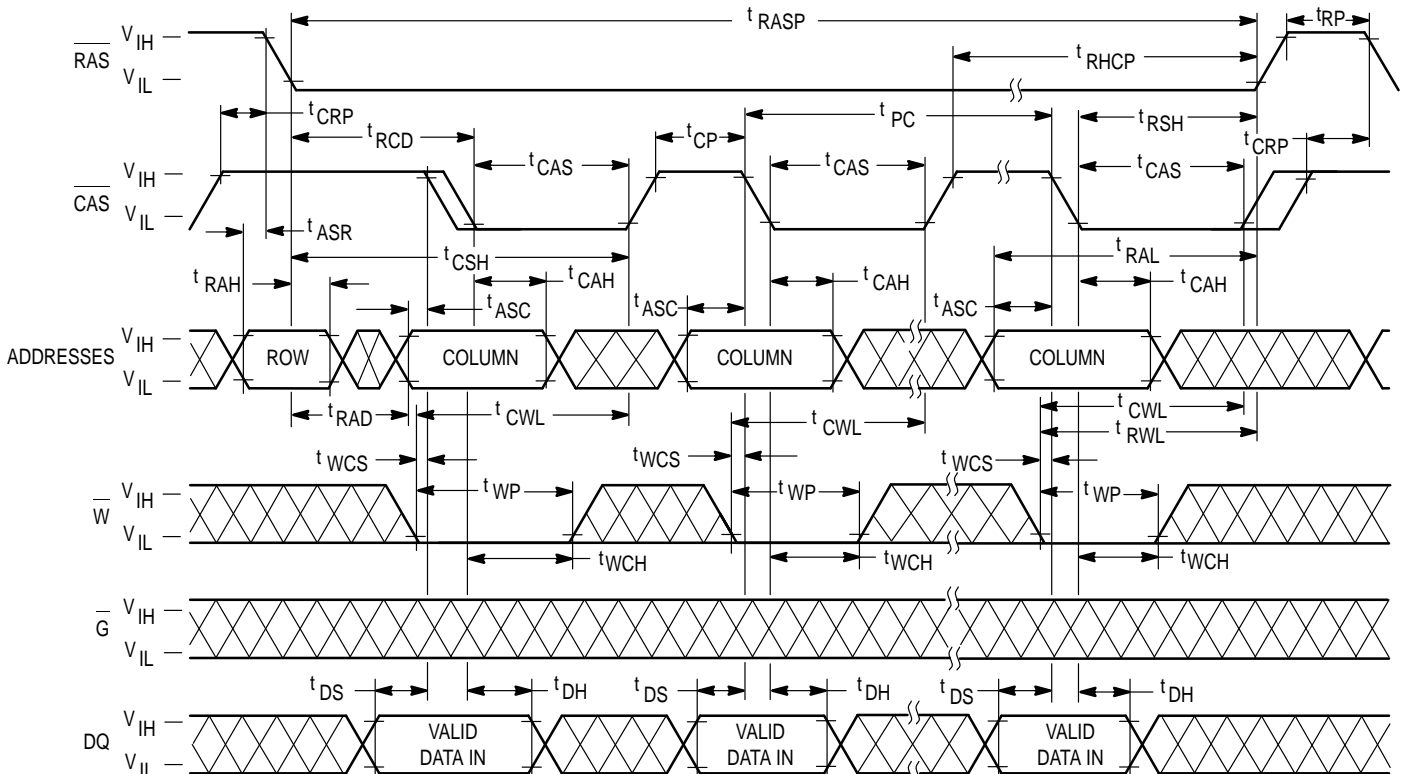 t RASP
t RP
V IH
RAS
V IL
t RHCP
t CRP
t RCD
t CP
t PC
t RSH
t CRP
t CAS
t CAS
t CAS
V IH
CAS
V IL
t ASR
t CSH
t RAL
t RAH
t CAH
t CAH
t CAH
t ASC
t ASC
t ASC
ADDRESSES
V IH
V IL
ROW
COLUMN
COLUMN
COLUMN
t RAD
t CWL
t CWL
t CWL
t RWL
t WCS
t WCS
t WCS
t WP
t WP
t WP
V IH
W
V IL
t WCH
t WCH
t WCH
V IH
G
V IL
t DS
t DH
t DS
t DH
t DS
t DH
V IH
DQ
V IL
VALID
DATA IN
VALID
DATA IN
VALID
DATA IN